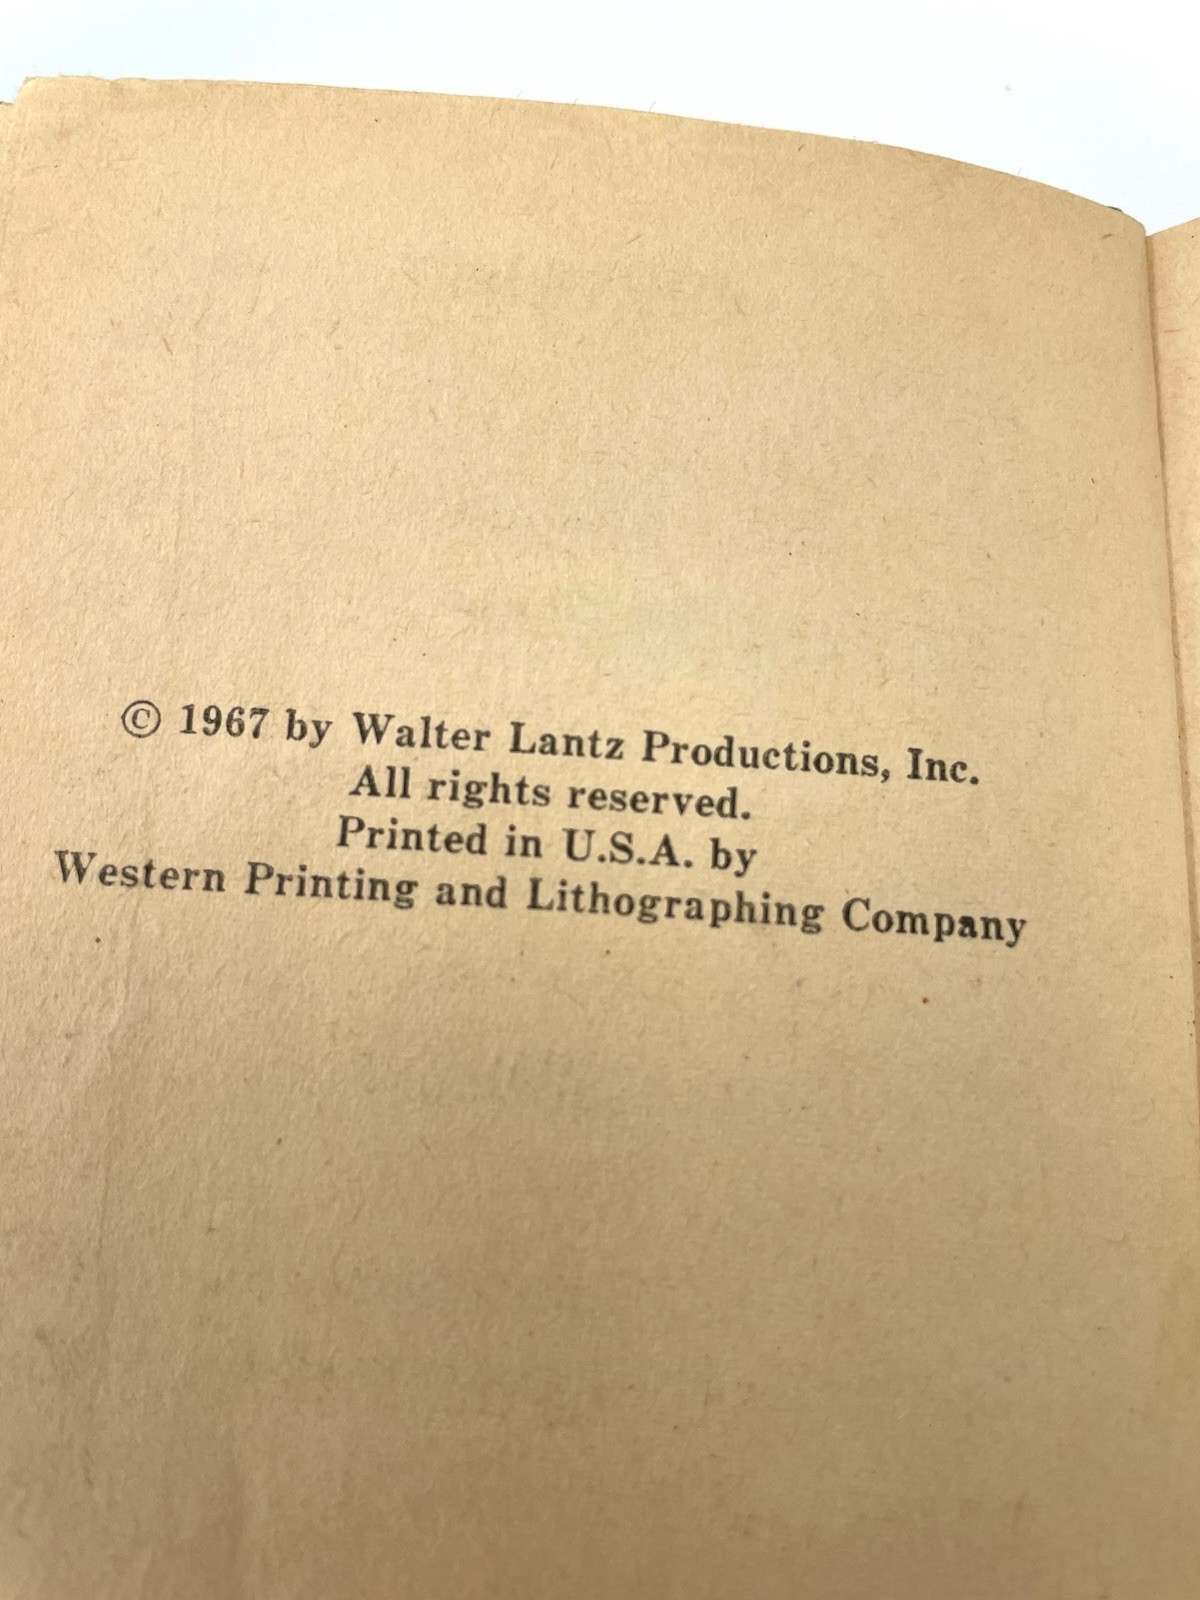 © 1967 by Walter Lantz Productions, Inc.
All rights reserved.
Printed in U.S.A. by
Western Printing and Lithographing Company